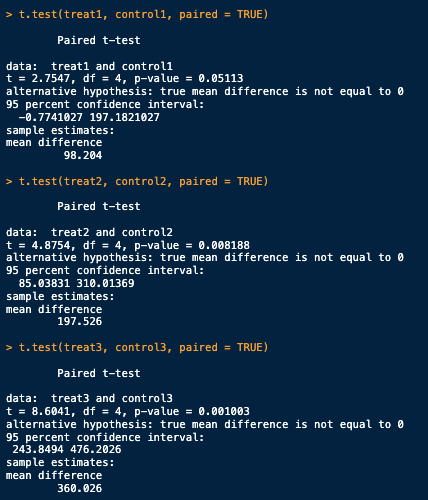 > t.test(treat1, control1, paired = TRUE)
Paired t-test
data:  treat1 and control1
t = 2.7547, df = 4, p-value = 0.05113
alternative hypothesis: true mean difference is not equal to 0
95 percent confidence interval:
-0.7741027 197.1821027
sample estimates:
mean difference
98.204
> t.test(treat2, control2, paired = TRUE)
Paired t-test
data:  treat2 and control2
t = 4.8754, df = 4, p-value = 0.008188
alternative hypothesis: true mean difference is not equal to 0
95 percent confidence interval:
85.03831 310.01369
sample estimates:
mean difference
197.526
> t.test(treat3, control3, paired = TRUE)
Paired t-test
data:  treat3 and control3
t = 8.6041, df = 4, p-value = 0.001003
alternative hypothesis: true mean difference is not equal to 0
95 percent confidence interval:
243.8494 476.2026
sample estimates:
mean difference
360.026